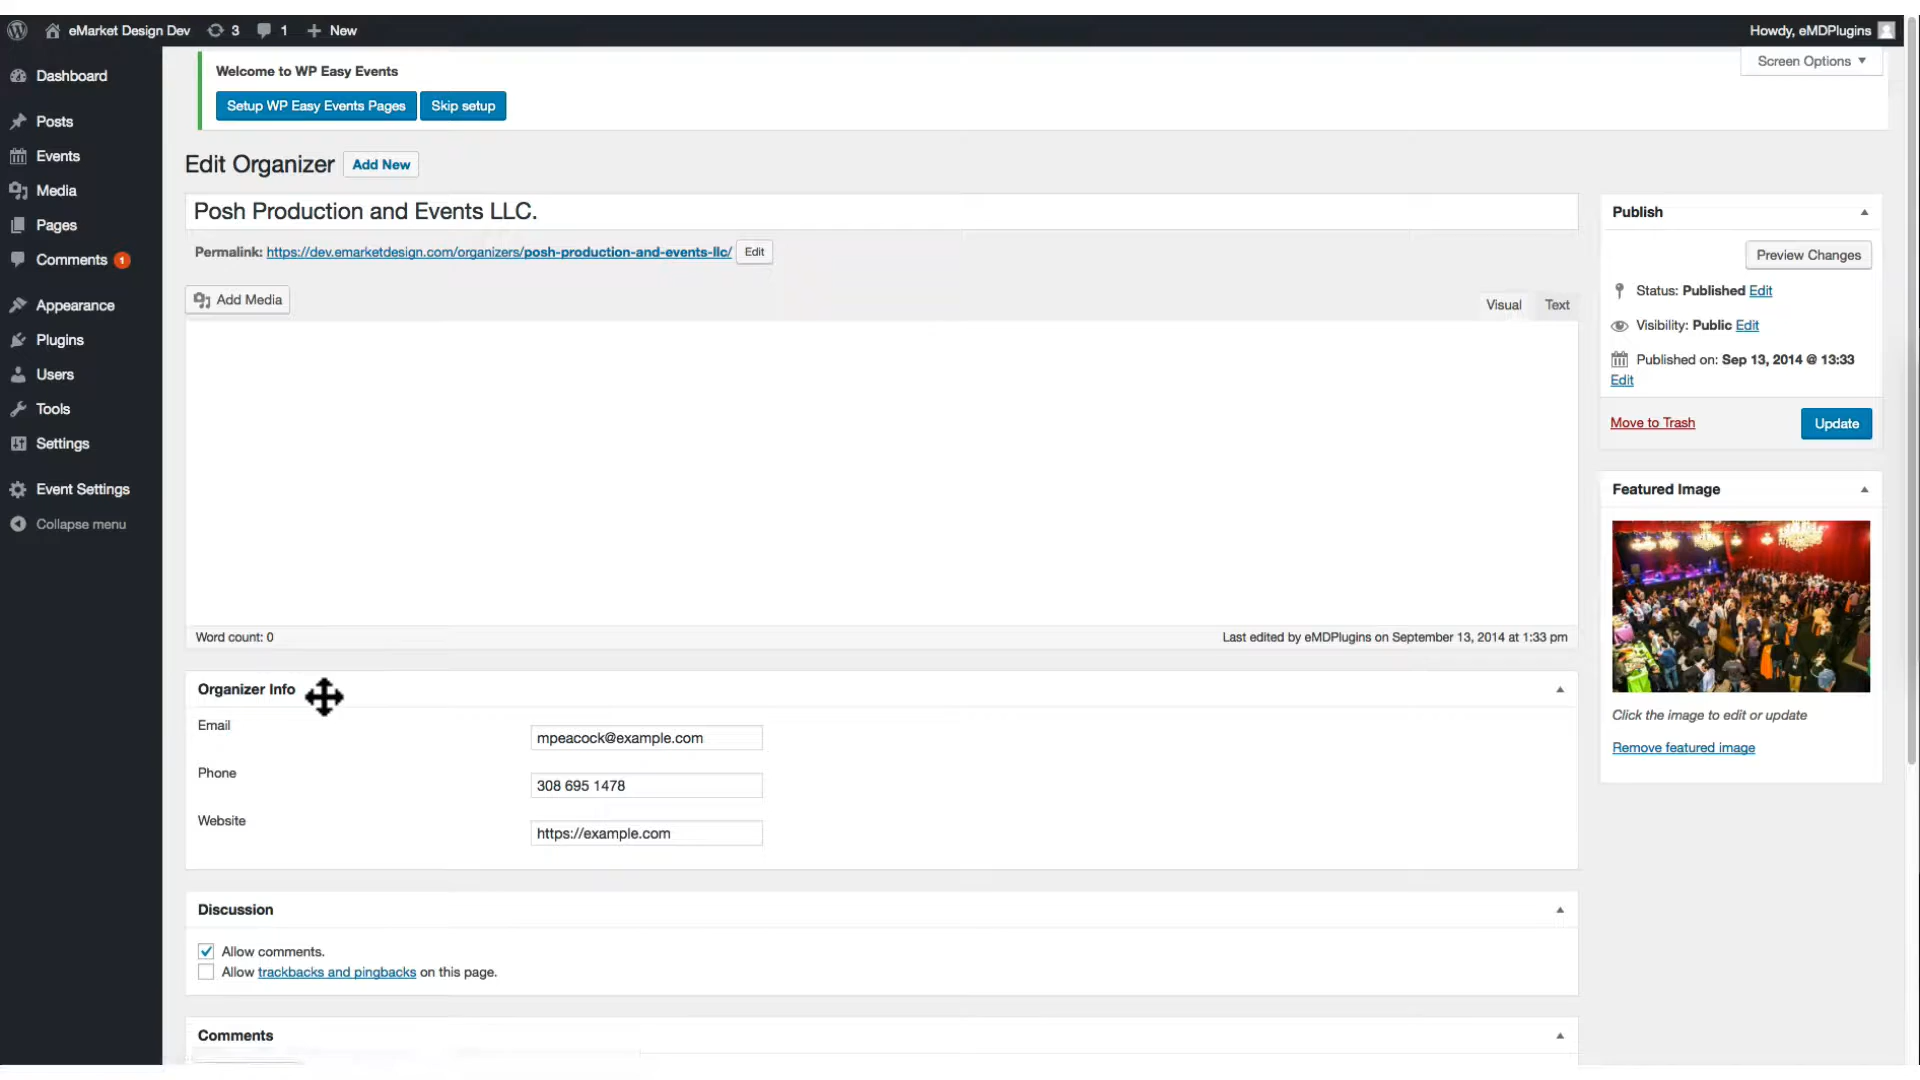 eMarket Design Dev 3 1 New Howdy, eMDPlugins
Dashboard
Posts
Events
Media
Pages
Comments 1
Appearance
Plugins
Users
Tools
Settings
Event Settings
Collapse menu
Screen Options
Welcome to WP Easy Events
Setup WP Easy Events Pages Skip setup
Edit Organizer Add New
Posh Production and Events LLC.
Permalink: https://dev.emarketdesign.com/organizers/posh-production-and-events-llc/ Edit
Add Media Visual Text
Word count: 0 Last edited by eMDPlugins on September 13, 2014 at 1:33 pm
Organizer Info
Email mpeacock@example.com
Phone 308 695 1478
Website https://example.com
Discussion
Allow comments.
Allow trackbacks and pingbacks on this page.
Comments
Publish
Preview Changes
Status: Published Edit
Visibility: Public Edit
Published on: Sep 13, 2014 @ 13:33
Edit
Move to Trash Update
Featured Image
Click the image to edit or update
Remove featured image